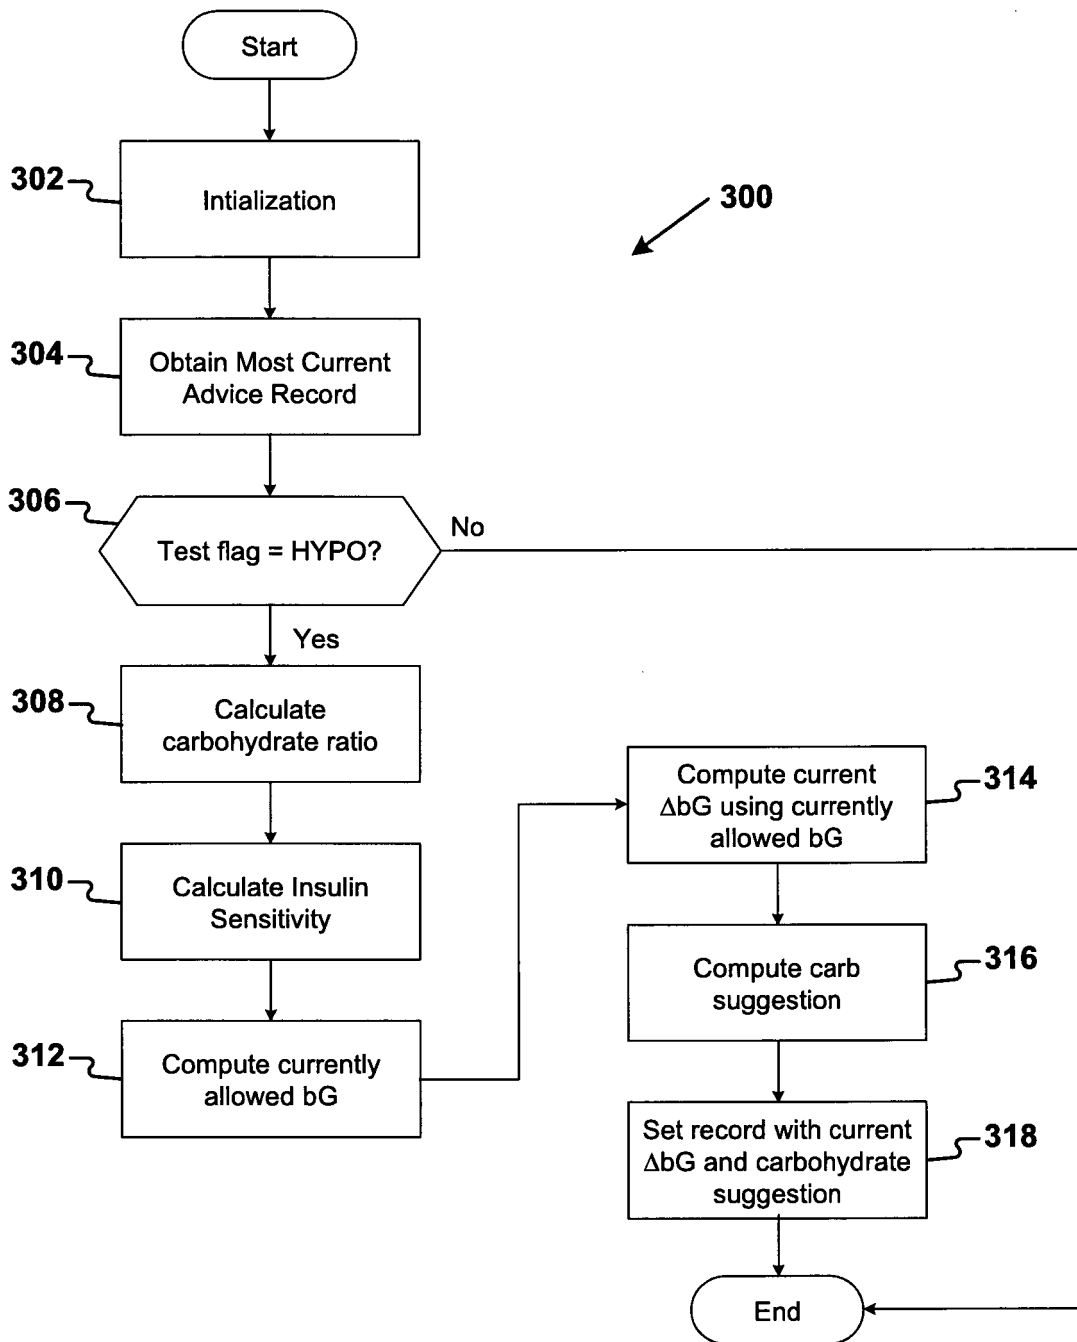 Start
302
Intialization
300
304
Obtain Most Current
Advice Record
306
Test flag = HYPO?
No
Yes
308
Calculate
carbohydrate ratio
310
Calculate Insulin
Sensitivity
312
Compute currently
allowed bG
Compute current
ΔbG using currently
allowed bG
314
Compute carb
suggestion
316
Set record with current
ΔbG and carbohydrate
suggestion
318
End